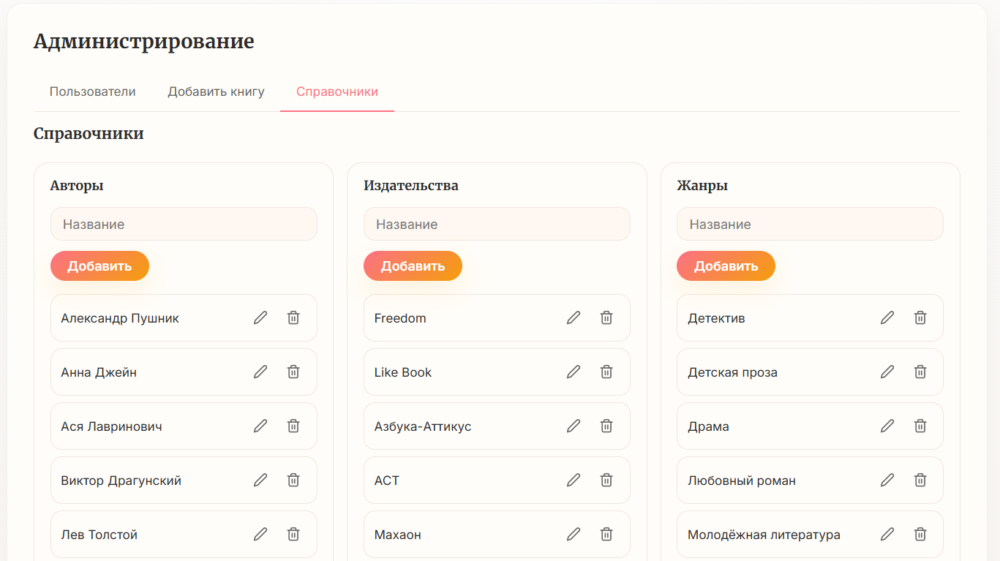 Администрирование
Пользователи Добавить книгу Справочники
Справочники
Авторы
Название
Добавить
Александр Пушник
Анна Джейн
Ася Лавринович
Виктор Драгунский
Лев Толстой
Издательства
Название
Добавить
Freedom
Like Book
Азбука-Аттикус
АСТ
Махаон
Жанры
Название
Добавить
Детектив
Детская проза
Драма
Любовный роман
Молодёжная литература